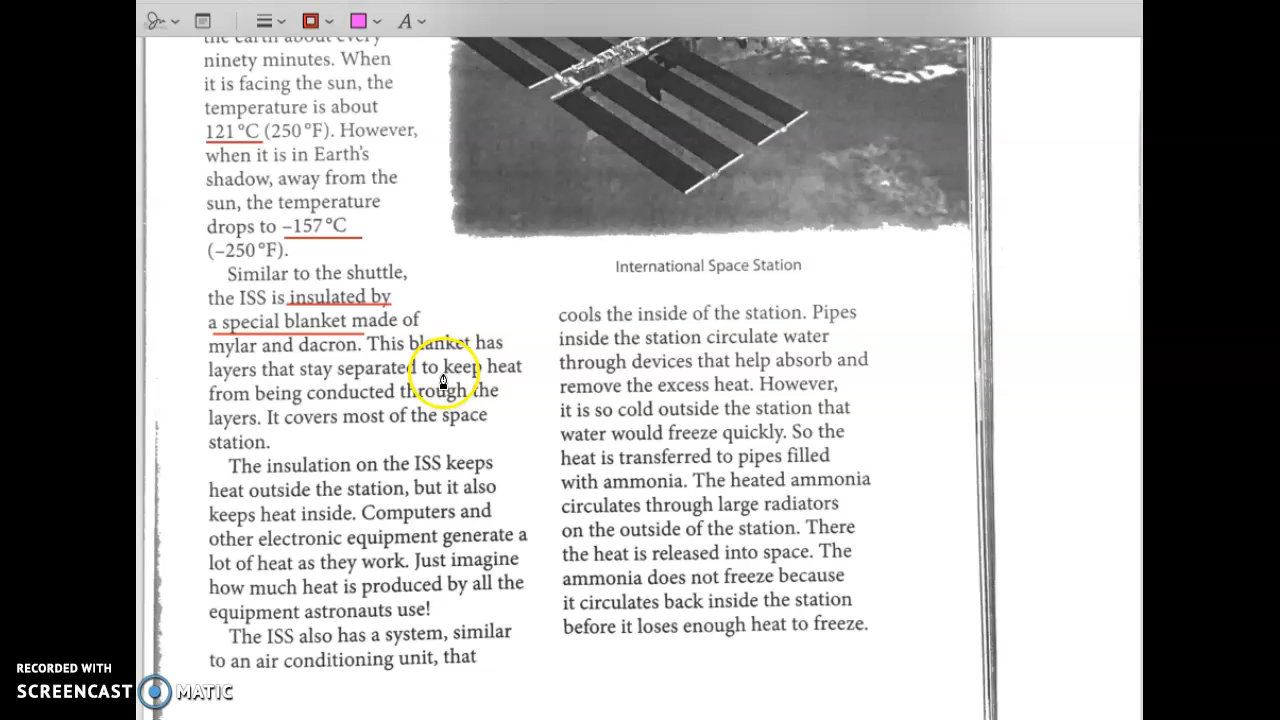 the earth about every
ninety minutes. When
it is facing the sun, the
temperature is about
121 °C (250 °F). However,
when it is in Earth's
shadow, away from the
sun, the temperature
drops to –157 °C
(–250 °F).
Similar to the shuttle,
the ISS is insulated by
a special blanket made of
mylar and dacron. This blanket has
layers that stay separated to keep heat
from being conducted through the
layers. It covers most of the space
station.
The insulation on the ISS keeps
heat outside the station, but it also
keeps heat inside. Computers and
other electronic equipment generate a
lot of heat as they work. Just imagine
how much heat is produced by all the
equipment astronauts use!
The ISS also has a system, similar
to an air conditioning unit, that
International Space Station
cools the inside of the station. Pipes
inside the station circulate water
through devices that help absorb and
remove the excess heat. However,
it is so cold outside the station that
water would freeze quickly. So the
heat is transferred to pipes filled
with ammonia. The heated ammonia
circulates through large radiators
on the outside of the station. There
the heat is released into space. The
ammonia does not freeze because
it circulates back inside the station
before it loses enough heat to freeze.
RECORDED WITH
SCREENCAST MATIC